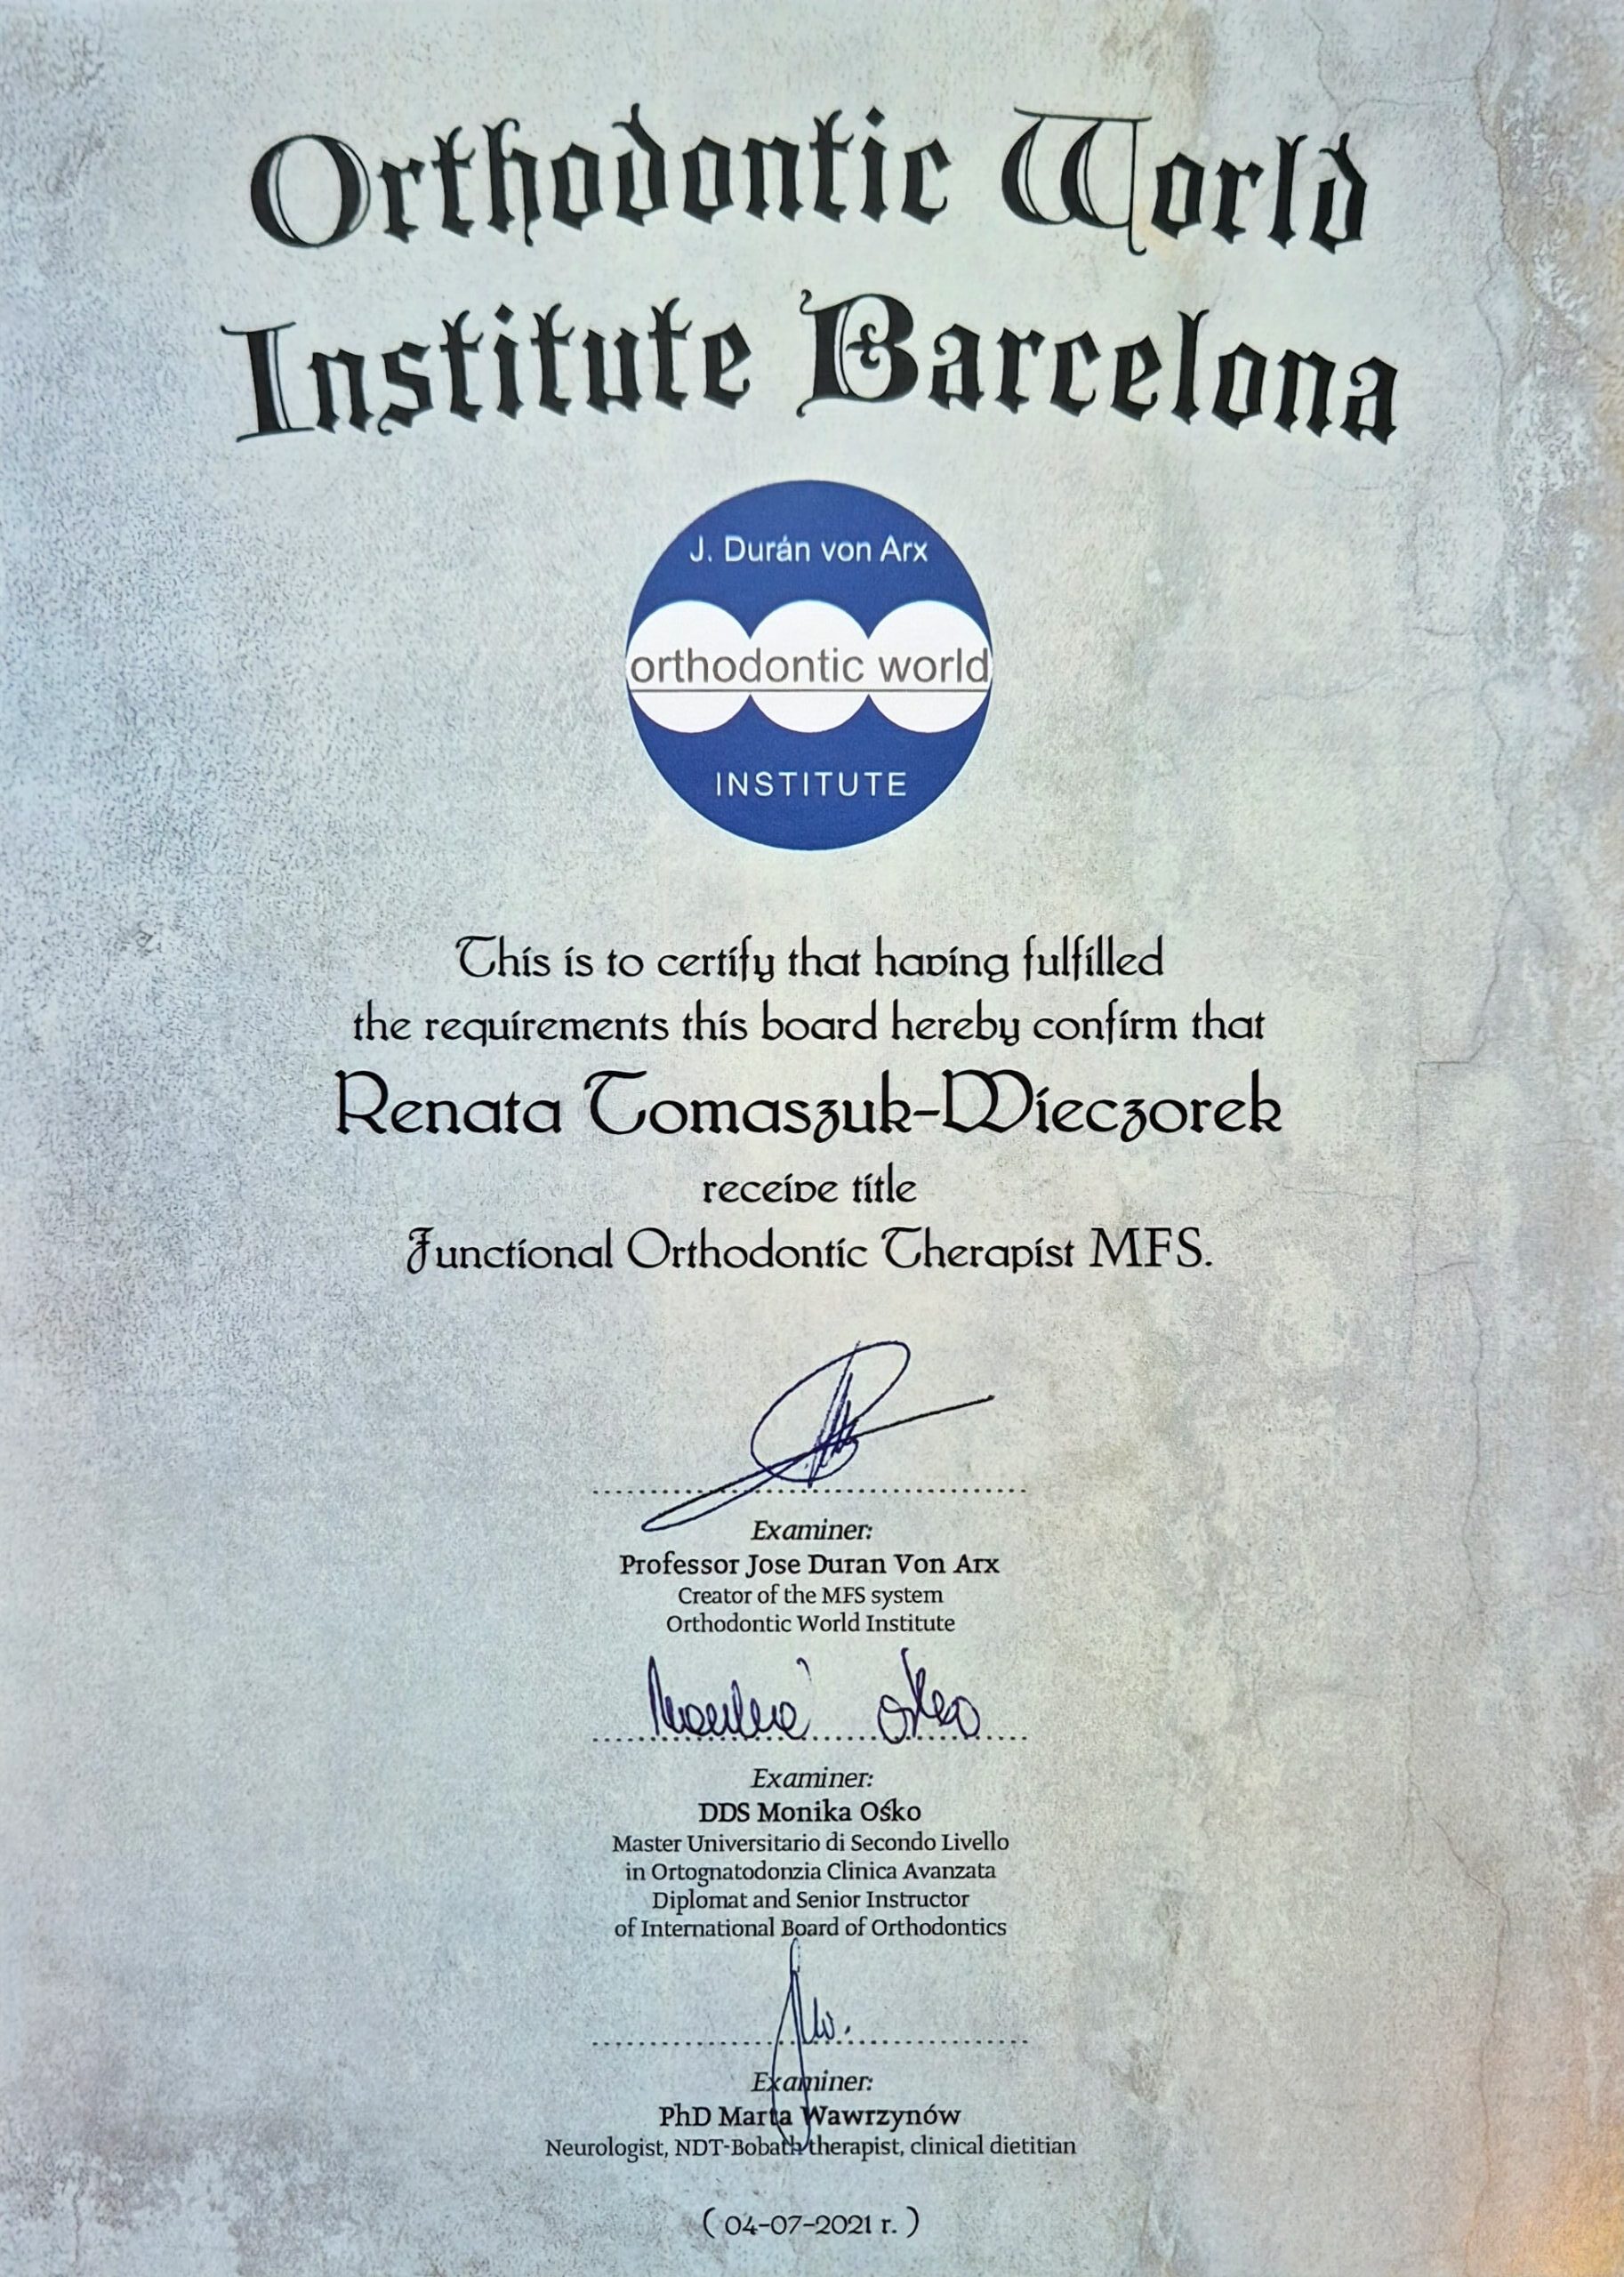 Orthodontic World
Institute Barcelona
J. Durán von Arx
orthodontic world
INSTITUTE
This is to certify that having fulfilled
the requirements this board hereby confirm that
Renata Tomaszuk-Wieczorek
receive title
Functional Orthodontic Therapist MFS.
Examiner:
Professor Jose Duran Von Arx
Creator of the MFS system
Orthodontic World Institute
Monika Ośko
Examiner:
DDS Monika Ośko
Master Universitario di Secondo Livello
in Ortognatodonzia Clinica Avanzata
Diplomat and Senior Instructor
of International Board of Orthodontics
Examiner:
PhD Marta Wawrzynów
Neurologist, NDT-Bobath therapist, clinical dietitian
( 04-07-2021 r. )